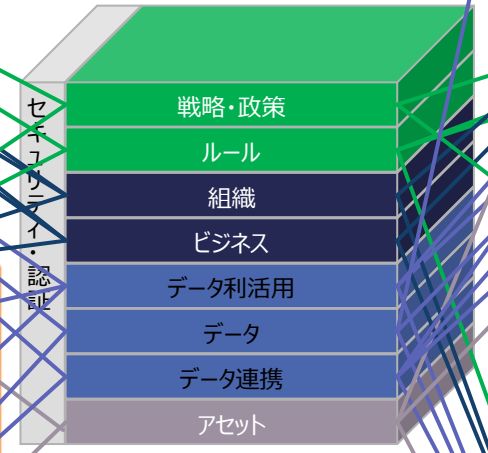 セキュリティ・認証
戦略・政策
ルール
組織
ビジネス
データ利活用
データ
データ連携
アセット